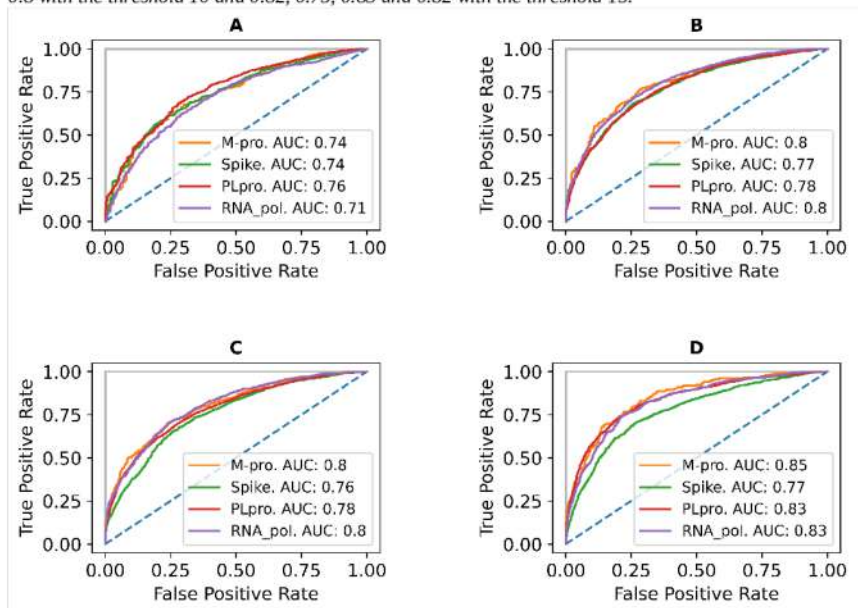 0.8 with the threshold 10 and 0.82, 0.75, 0.83 and 0.82 with the threshold 15.
A
1.00
0.75
0.50
0.25
0.00
True Positive Rate
M-pro. AUC: 0.74
Spike. AUC: 0.74
PLpro. AUC: 0.76
RNA_pol. AUC: 0.71
0.00 0.25 0.50 0.75 1.00
False Positive Rate
B
1.00
0.75
0.50
0.25
0.00
True Positive Rate
M-pro. AUC: 0.8
Spike. AUC: 0.77
PLpro. AUC: 0.78
RNA_pol. AUC: 0.8
0.00 0.25 0.50 0.75 1.00
False Positive Rate
C
1.00
0.75
0.50
0.25
0.00
True Positive Rate
M-pro. AUC: 0.8
Spike. AUC: 0.76
PLpro. AUC: 0.78
RNA_pol. AUC: 0.8
0.00 0.25 0.50 0.75 1.00
False Positive Rate
D
1.00
0.75
0.50
0.25
0.00
True Positive Rate
M-pro. AUC: 0.85
Spike. AUC: 0.77
PLpro. AUC: 0.83
RNA_pol. AUC: 0.83
0.00 0.25 0.50 0.75 1.00
False Positive Rate